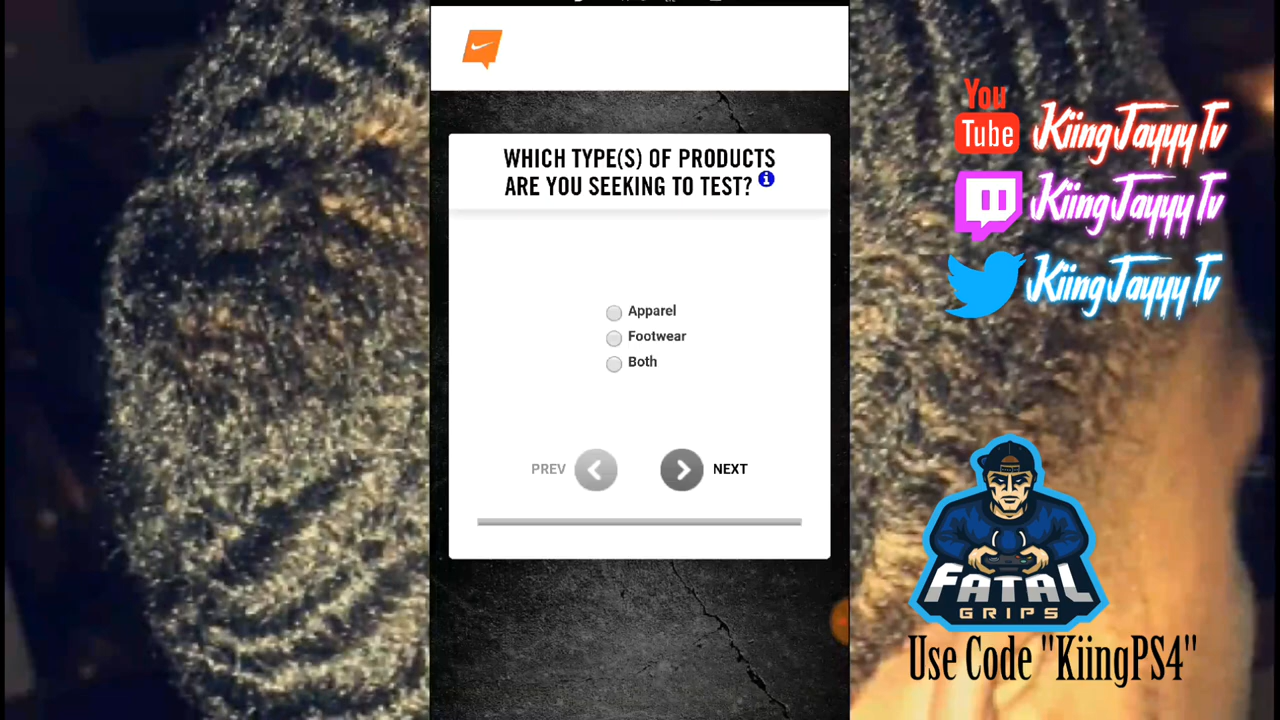 WHICH TYPE(S) OF PRODUCTS
ARE YOU SEEKING TO TEST?
Apparel
Footwear
Both
PREV
NEXT
You
Tube
KiingJayyyTv
KiingJayyyTv
KiingJayyyTv
FATAL
GRIPS
Use Code "KiingPS4"